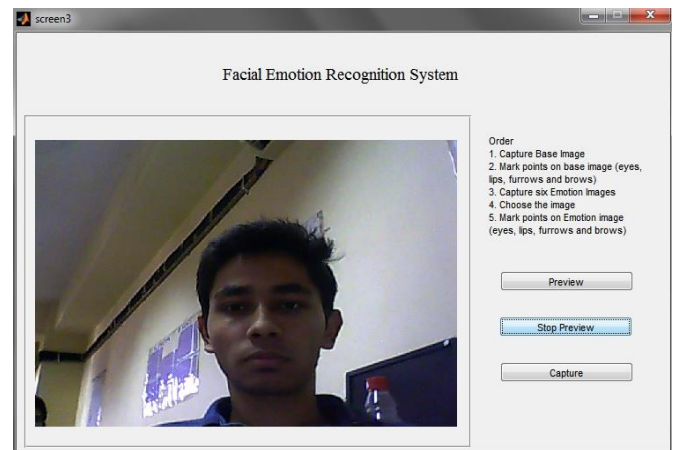 screen3
Facial Emotion Recognition System
Order
1. Capture Base Image
2. Mark points on base image (eyes,
lips, furrows and brows)
3. Capture six Emotion Images
4. Choose the image
5. Mark points on Emotion image
(eyes, lips, furrows and brows)
Preview
Stop Preview
Capture